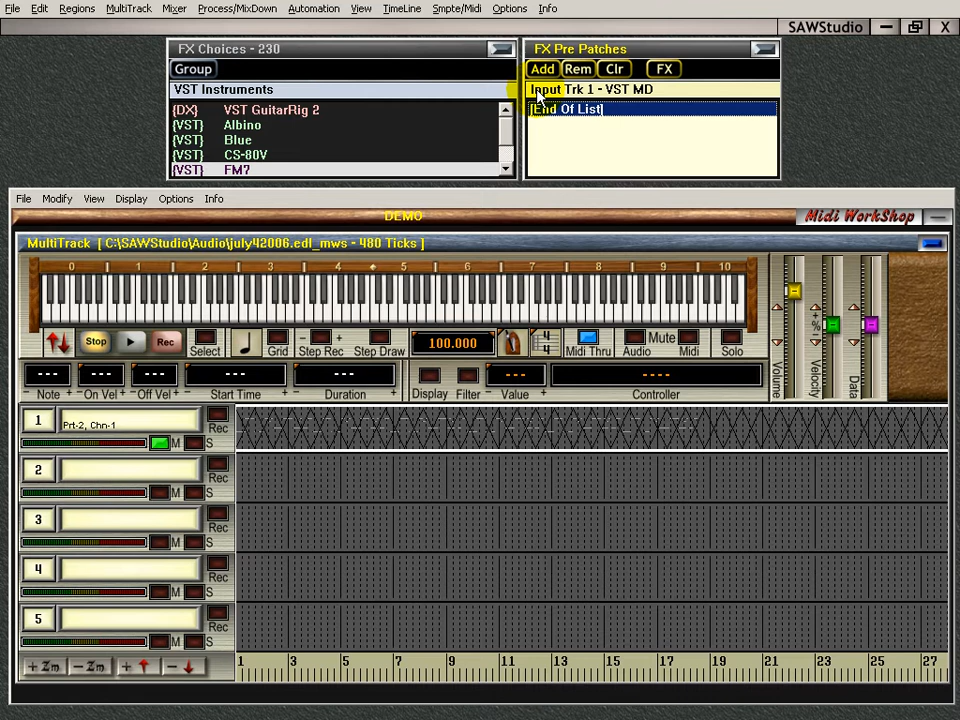 File Edit Regions MultiTrack Mixer Process/MixDown Automation View TimeLine Smpte/Midi Options Info
SAWStudio
X
FX Choices - 230
Group
VST Instruments
{DX} VST GuitarRig 2
{VST} Albino
{VST} Blue
{VST} CS-80V
{VST} FM7
FX Pre Patches
Add Rem Clr FX
Input Trk 1 - VST MD
[End Of List]
File Modify View Display Options Info
DEMO
Midi WorkShop
MultiTrack [ C:\SAWStudio\Audio\july42006.edl_mws - 480 Ticks ]
0 1 2 3 4 5 6 7 8 9 10
Stop Rec Select Grid - Step Rec + Step Draw 100.000 4 4 Midi Thru Audio Mute Midi Solo
Volume + % Velocity Data
--- --- --- --- --- --- ----
- Note + - On Vel + - Off Vel + - Start Time + - Duration + Display Filter - Value + Controller
1 Prt-2, Chn-1 Rec
M S
2 Rec
M S
3 Rec
M S
4 Rec
M S
5 Rec
M S
+ Zm - Zm + -
1 3 5 7 9 11 13 15 17 19 21 23 25 27